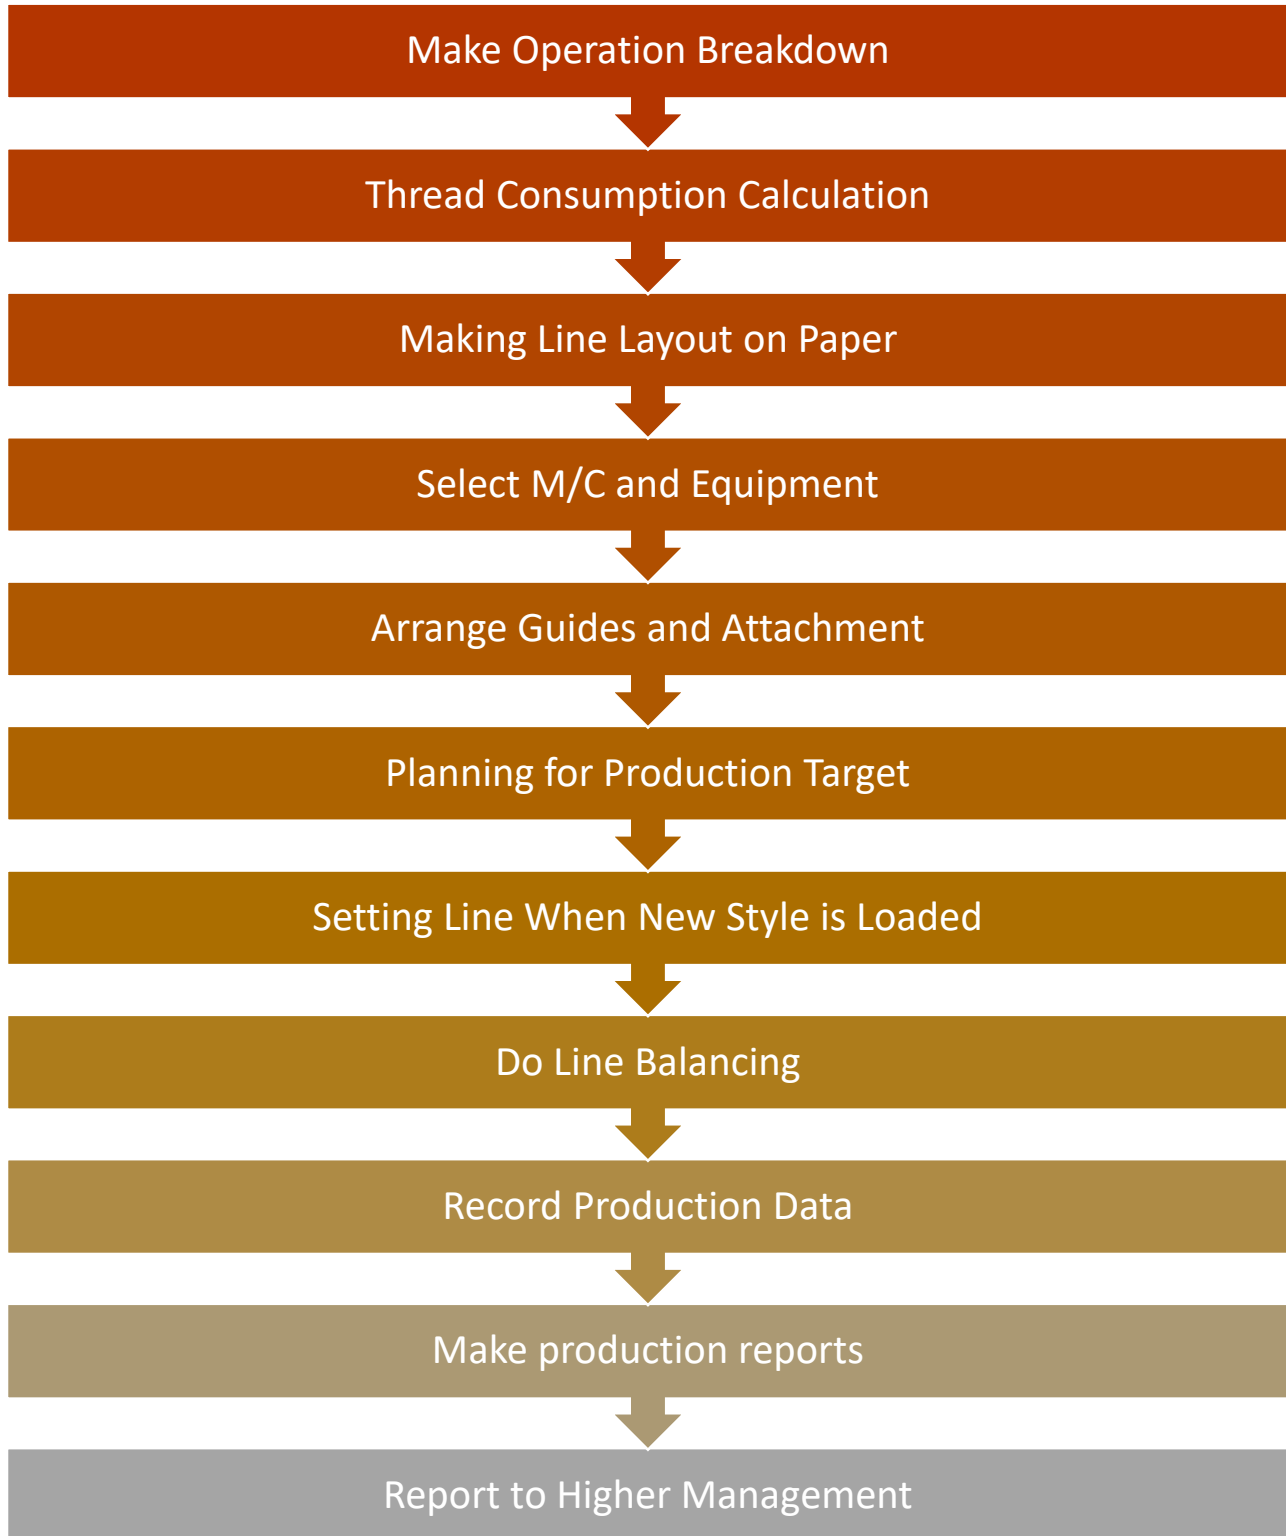 Make Operation Breakdown
Thread Consumption Calculation
Making Line Layout on Paper
Select M/C and Equipment
Arrange Guides and Attachment
Planning for Production Target
Setting Line When New Style is Loaded
Do Line Balancing
Record Production Data
Make production reports
Report to Higher Management